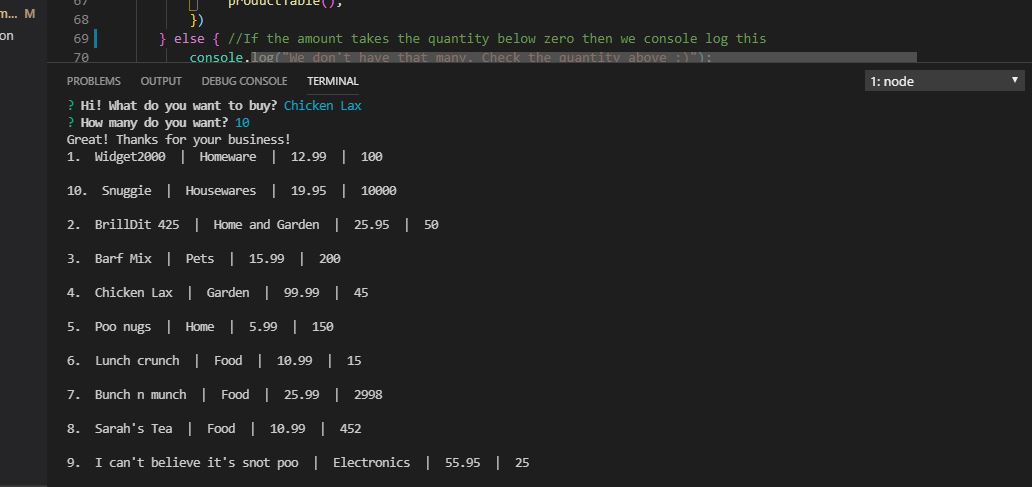 m... M
on
67 productTable();
68 })
69 } else { //If the amount takes the quantity below zero then we console log this
70 console.log("We don't have that many. Check the quantity above :)");
PROBLEMS OUTPUT DEBUG CONSOLE TERMINAL 1: node
? Hi! What do you want to buy? Chicken Lax
? How many do you want? 10
Great! Thanks for your business!
1. Widget2000 | Homeware | 12.99 | 100
10. Snuggie | Housewares | 19.95 | 10000
2. BrillDit 425 | Home and Garden | 25.95 | 50
3. Barf Mix | Pets | 15.99 | 200
4. Chicken Lax | Garden | 99.99 | 45
5. Poo nugs | Home | 5.99 | 150
6. Lunch crunch | Food | 10.99 | 15
7. Bunch n munch | Food | 25.99 | 2998
8. Sarah's Tea | Food | 10.99 | 452
9. I can't believe it's snot poo | Electronics | 55.95 | 25